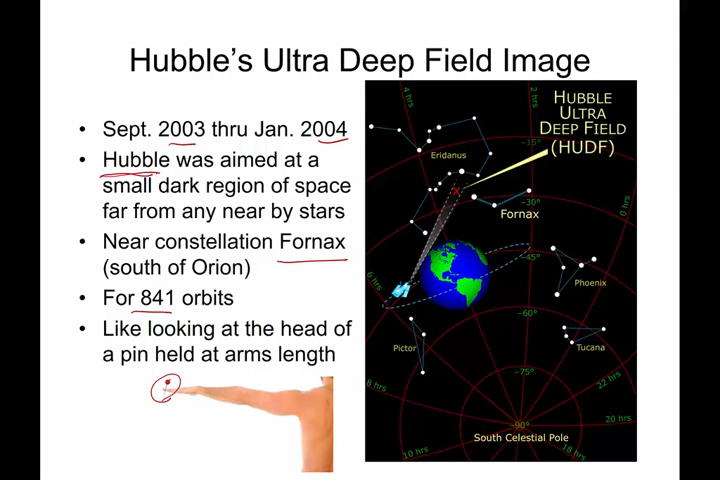 Hubble's Ultra Deep Field Image
• Sept. 2003 thru Jan. 2004
• Hubble was aimed at a
small dark region of space
far from any near by stars
• Near constellation Fornax
(south of Orion)
• For 841 orbits
• Like looking at the head of
a pin held at arms length
4 hrs
2 hrs
HUBBLE
ULTRA
DEEP FIELD
(HUDF)
-15°
Eridanus
-30°
0 hrs
Fornax
-45°
6 hrs
Phoenix
-60°
Pictor
Tucana
-75°
8 hrs
22 hrs
20 hrs
-90°
South Celestial Pole
10 hrs
18 hrs